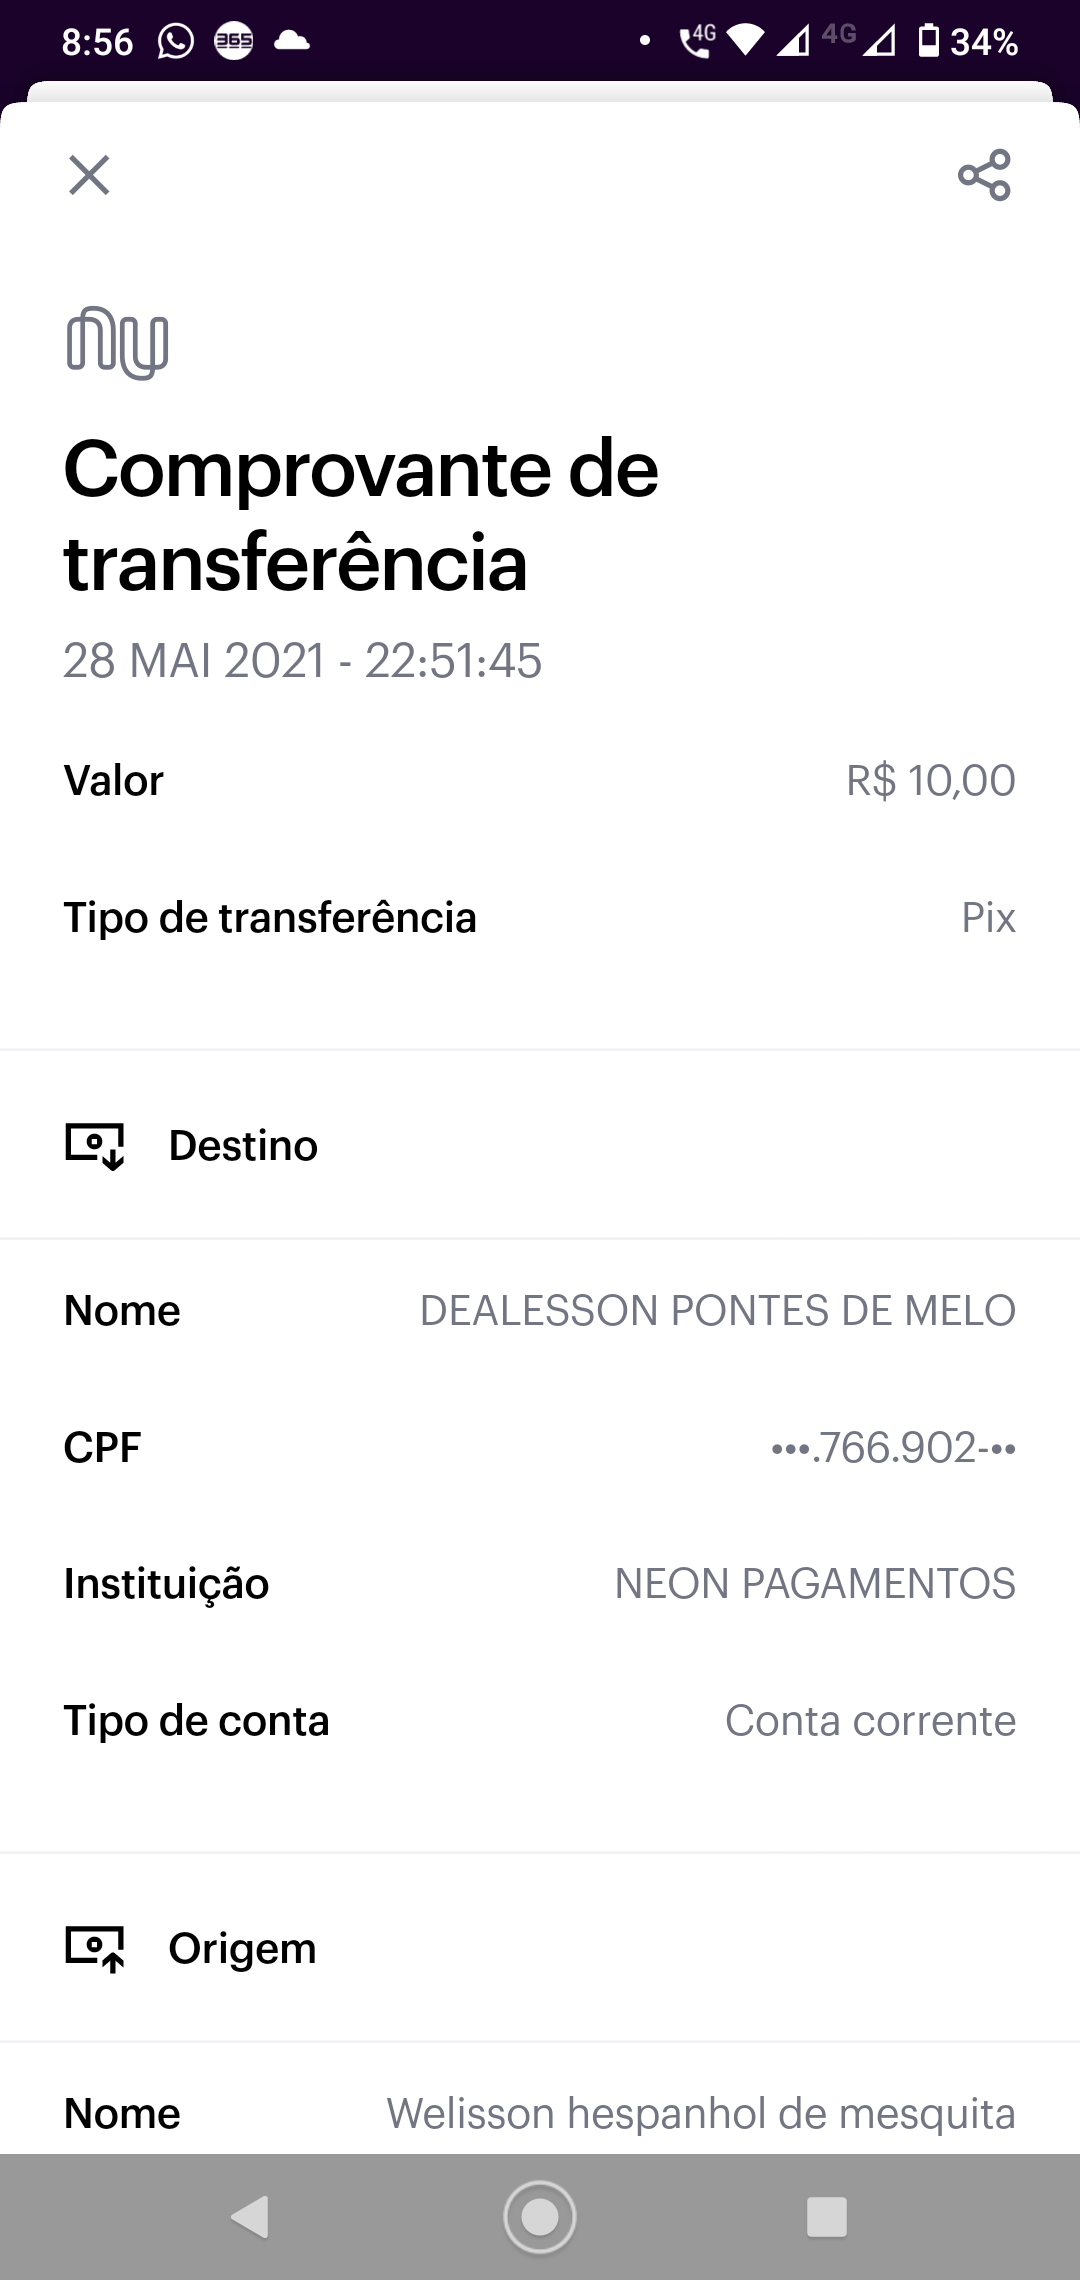 8:56 365 4G 4G 34%
nu
Comprovante de
transferência
28 MAI 2021 - 22:51:45
Valor R$ 10,00
Tipo de transferência Pix
Destino
Nome DEALESSON PONTES DE MELO
CPF •••.766.902-••
Instituição NEON PAGAMENTOS
Tipo de conta Conta corrente
Origem
Nome Welisson hespanhol de mesquita